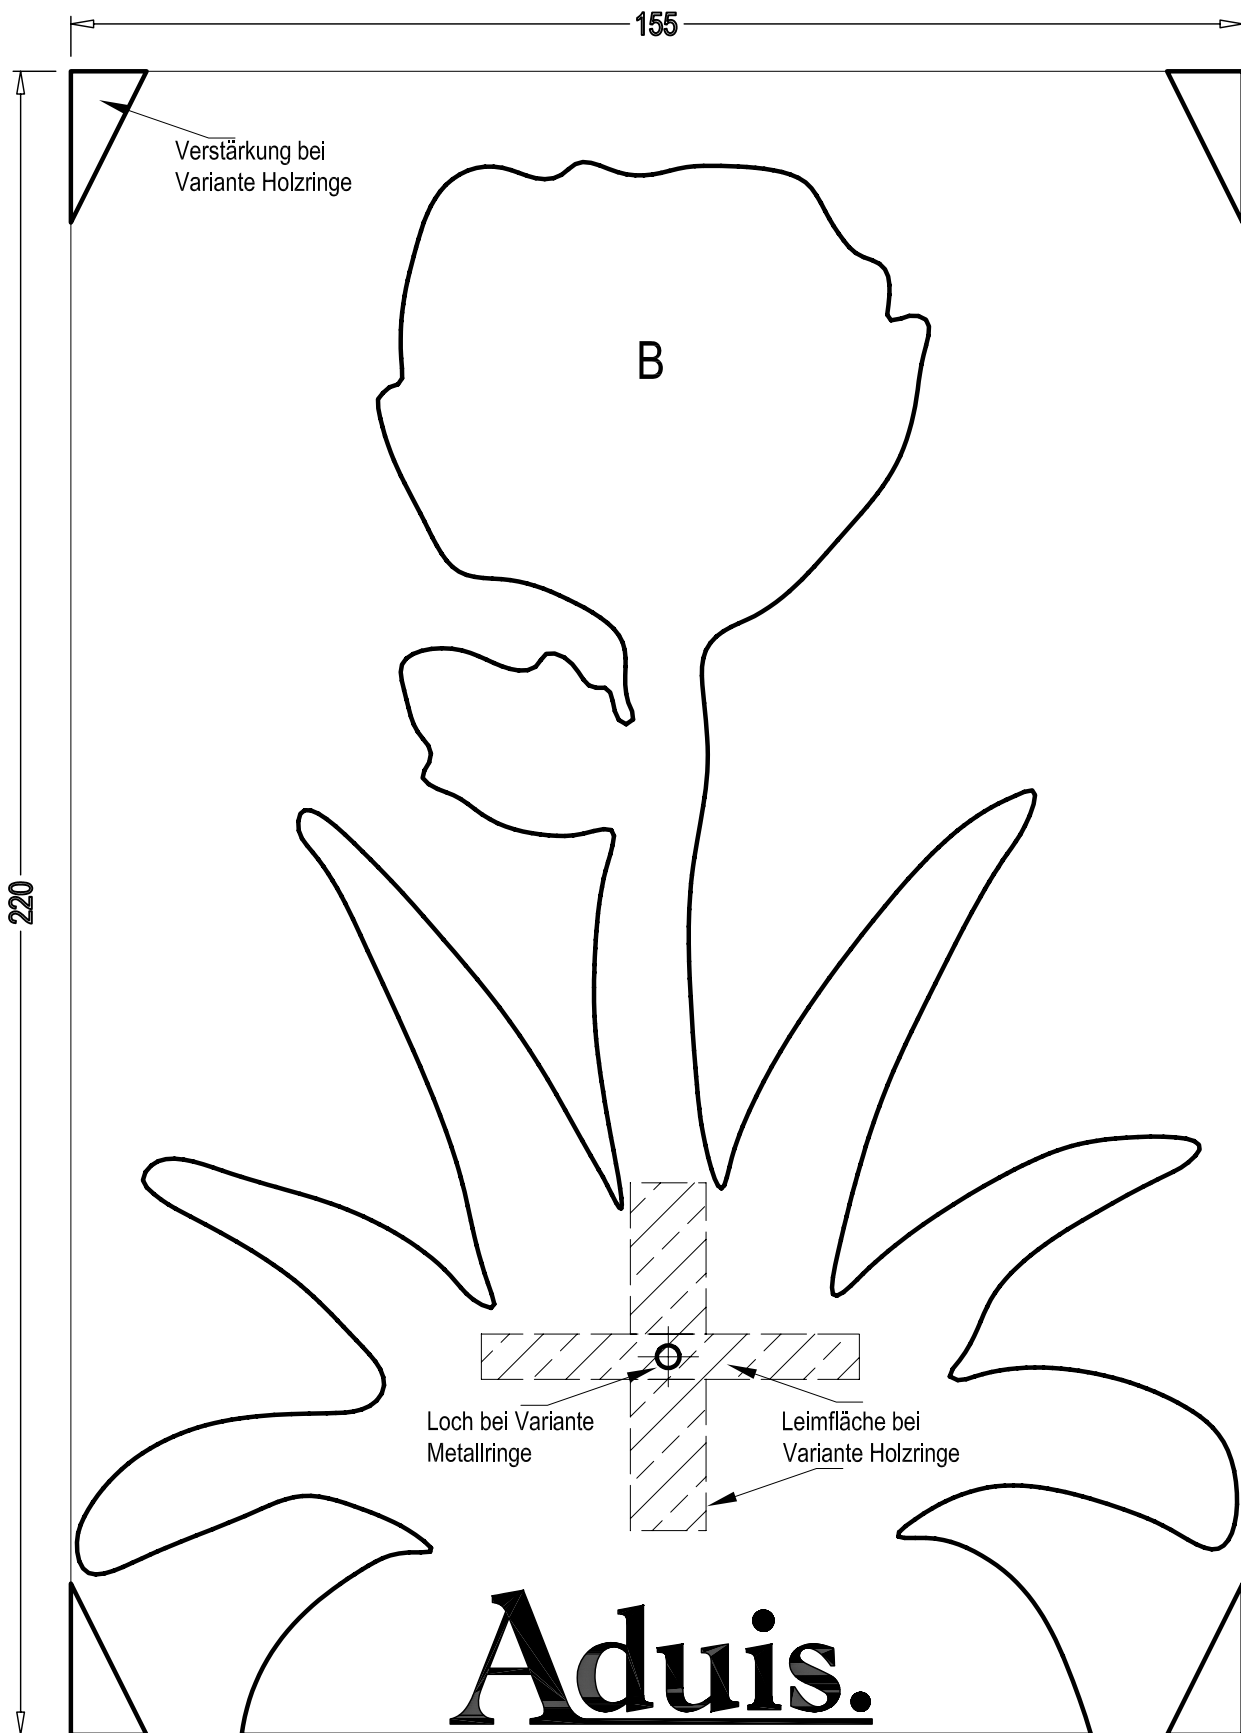 155
Verstärkung bei
Variante Holzringe
B
220
Loch bei Variante
Metallringe
Leimfläche bei
Variante Holzringe
Aduis.